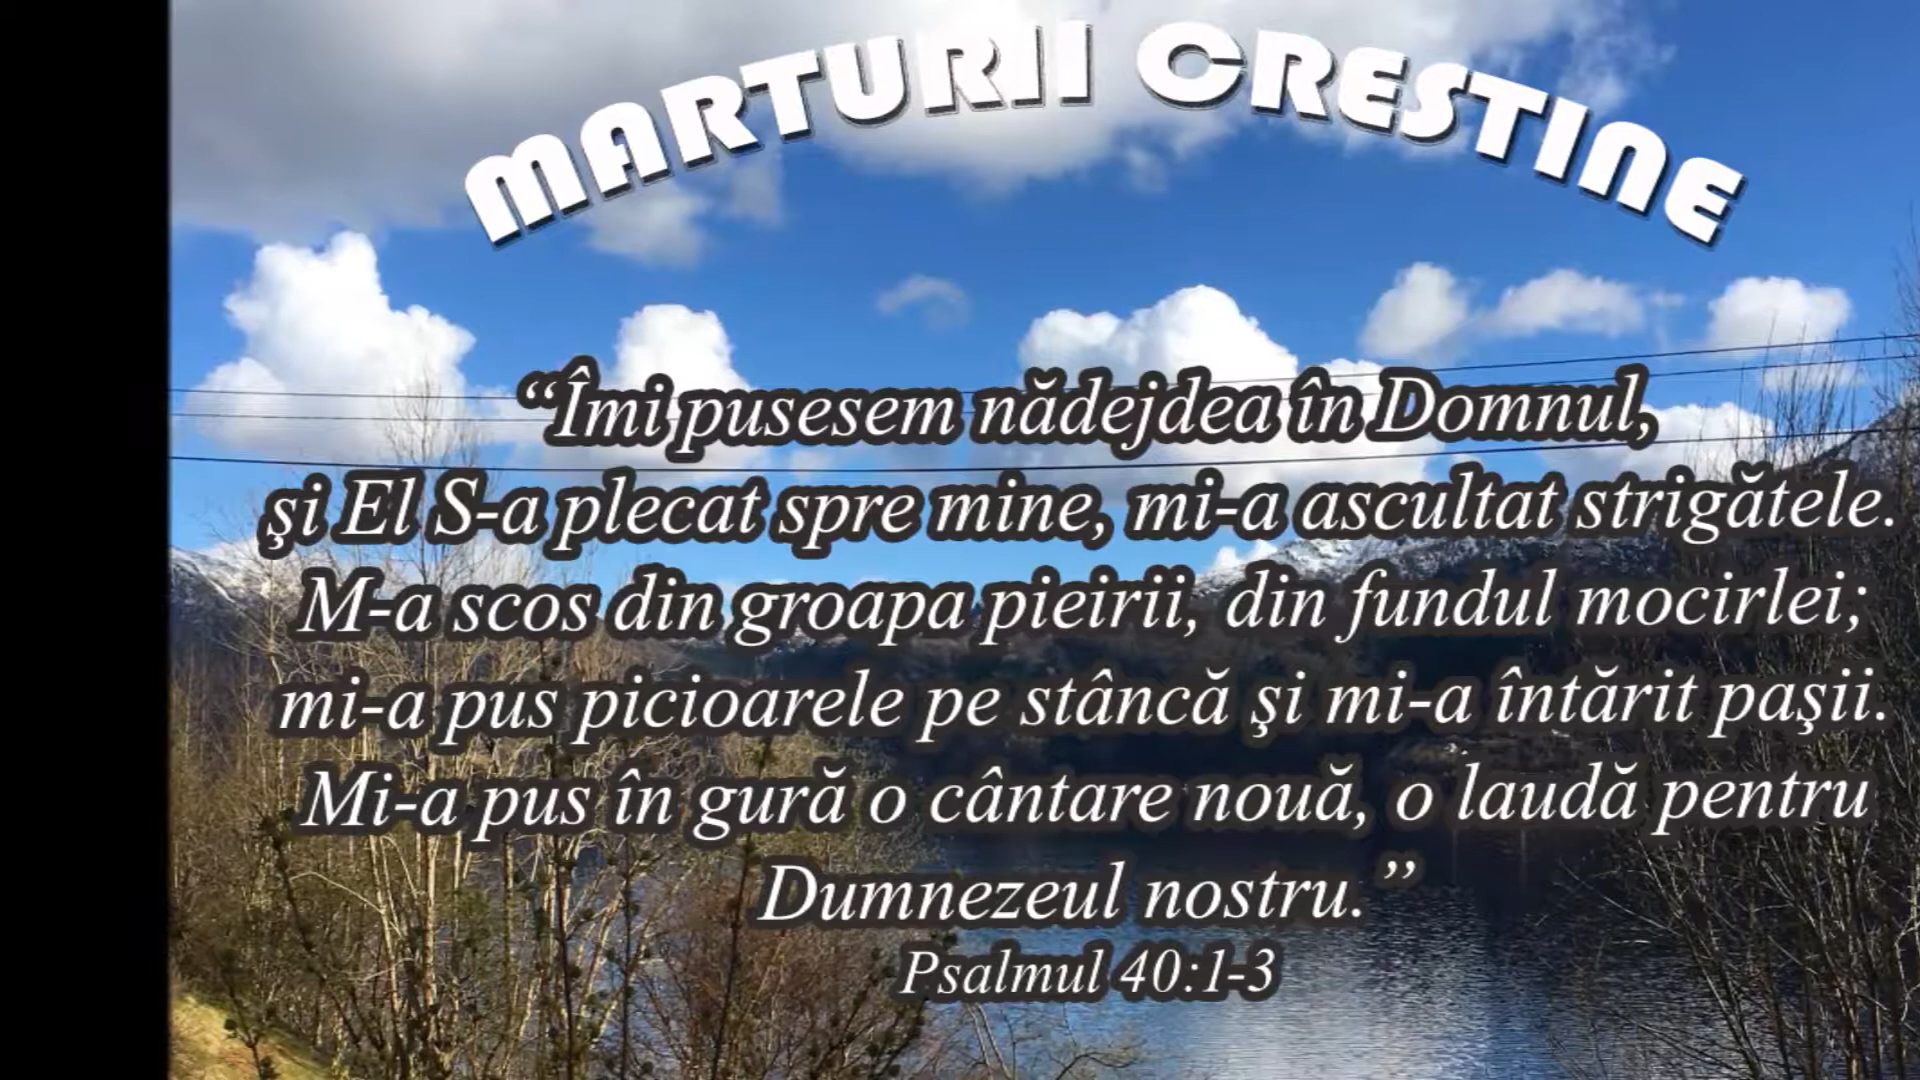 MARTURII CRESTINE
“Îmi pusesem nădejdea în Domnul,
şi El S-a plecat spre mine, mi-a ascultat strigătele.
M-a scos din groapa pieirii, din fundul mocirlei;
mi-a pus picioarele pe stâncă şi mi-a întărit paşii.
Mi-a pus în gură o cântare nouă, o laudă pentru
Dumnezeul nostru.”
Psalmul 40:1-3